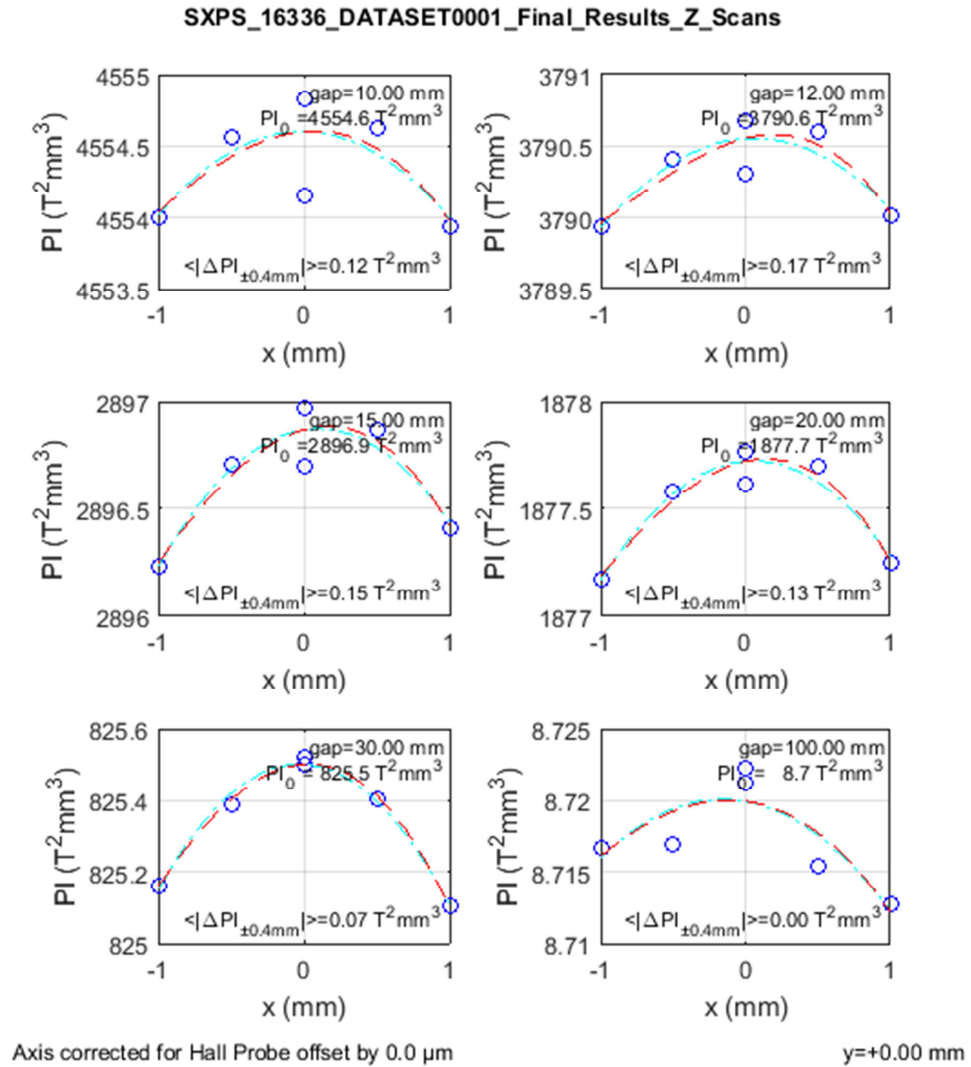 SXPS_16336_DATASET0001_Final_Results_Z_Scans
4555
4554.5
4554
4553.5
PI (T²mm³)
gap=10.00 mm
PI₀ =4554.6 T²mm³
<|ΔPI±0.4mm|>=0.12 T²mm³
-1 0 1
x (mm)
3791
3790.5
3790
3789.5
PI (T²mm³)
gap=12.00 mm
PI₀ =3790.6 T²mm³
<|ΔPI±0.4mm|>=0.17 T²mm³
-1 0 1
x (mm)
2897
2896.5
2896
PI (T²mm³)
gap=15.00 mm
PI₀ =2896.9 T²mm³
<|ΔPI±0.4mm|>=0.15 T²mm³
-1 0 1
x (mm)
1878
1877.5
1877
PI (T²mm³)
gap=20.00 mm
PI₀ =1877.7 T²mm³
<|ΔPI±0.4mm|>=0.13 T²mm³
-1 0 1
x (mm)
825.6
825.4
825.2
825
PI (T²mm³)
gap=30.00 mm
PI₀ = 825.5 T²mm³
<|ΔPI±0.4mm|>=0.07 T²mm³
-1 0 1
x (mm)
8.725
8.72
8.715
8.71
PI (T²mm³)
gap=100.00 mm
PI₀ = 8.7 T²mm³
<|ΔPI±0.4mm|>=0.00 T²mm³
-1 0 1
x (mm)
Axis corrected for Hall Probe offset by 0.0 μm
y=+0.00 mm